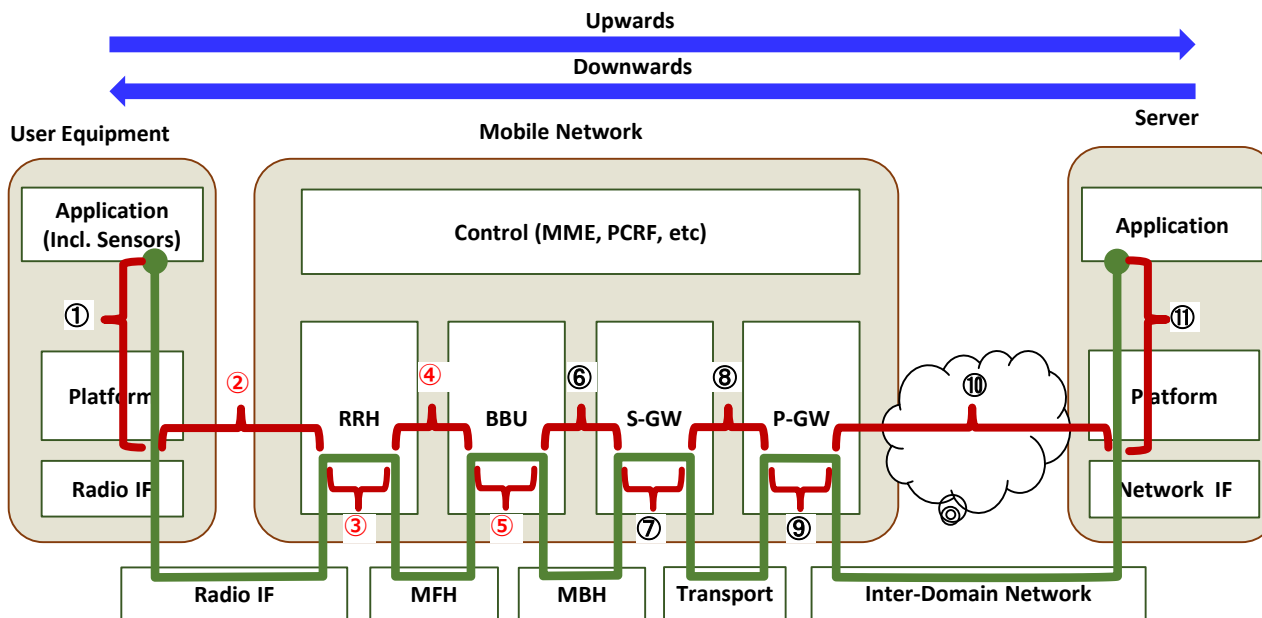 Upwards
Downwards
User Equipment
Mobile Network
Server
Application
(Incl. Sensors)
Control (MME, PCRF, etc)
Application
①
⑪
②
④
⑥
⑧
⑩
Platform
RRH
BBU
S-GW
P-GW
Platform
Radio IF
Network IF
③
⑤
⑦
⑨
Radio IF
MFH
MBH
Transport
Inter-Domain Network